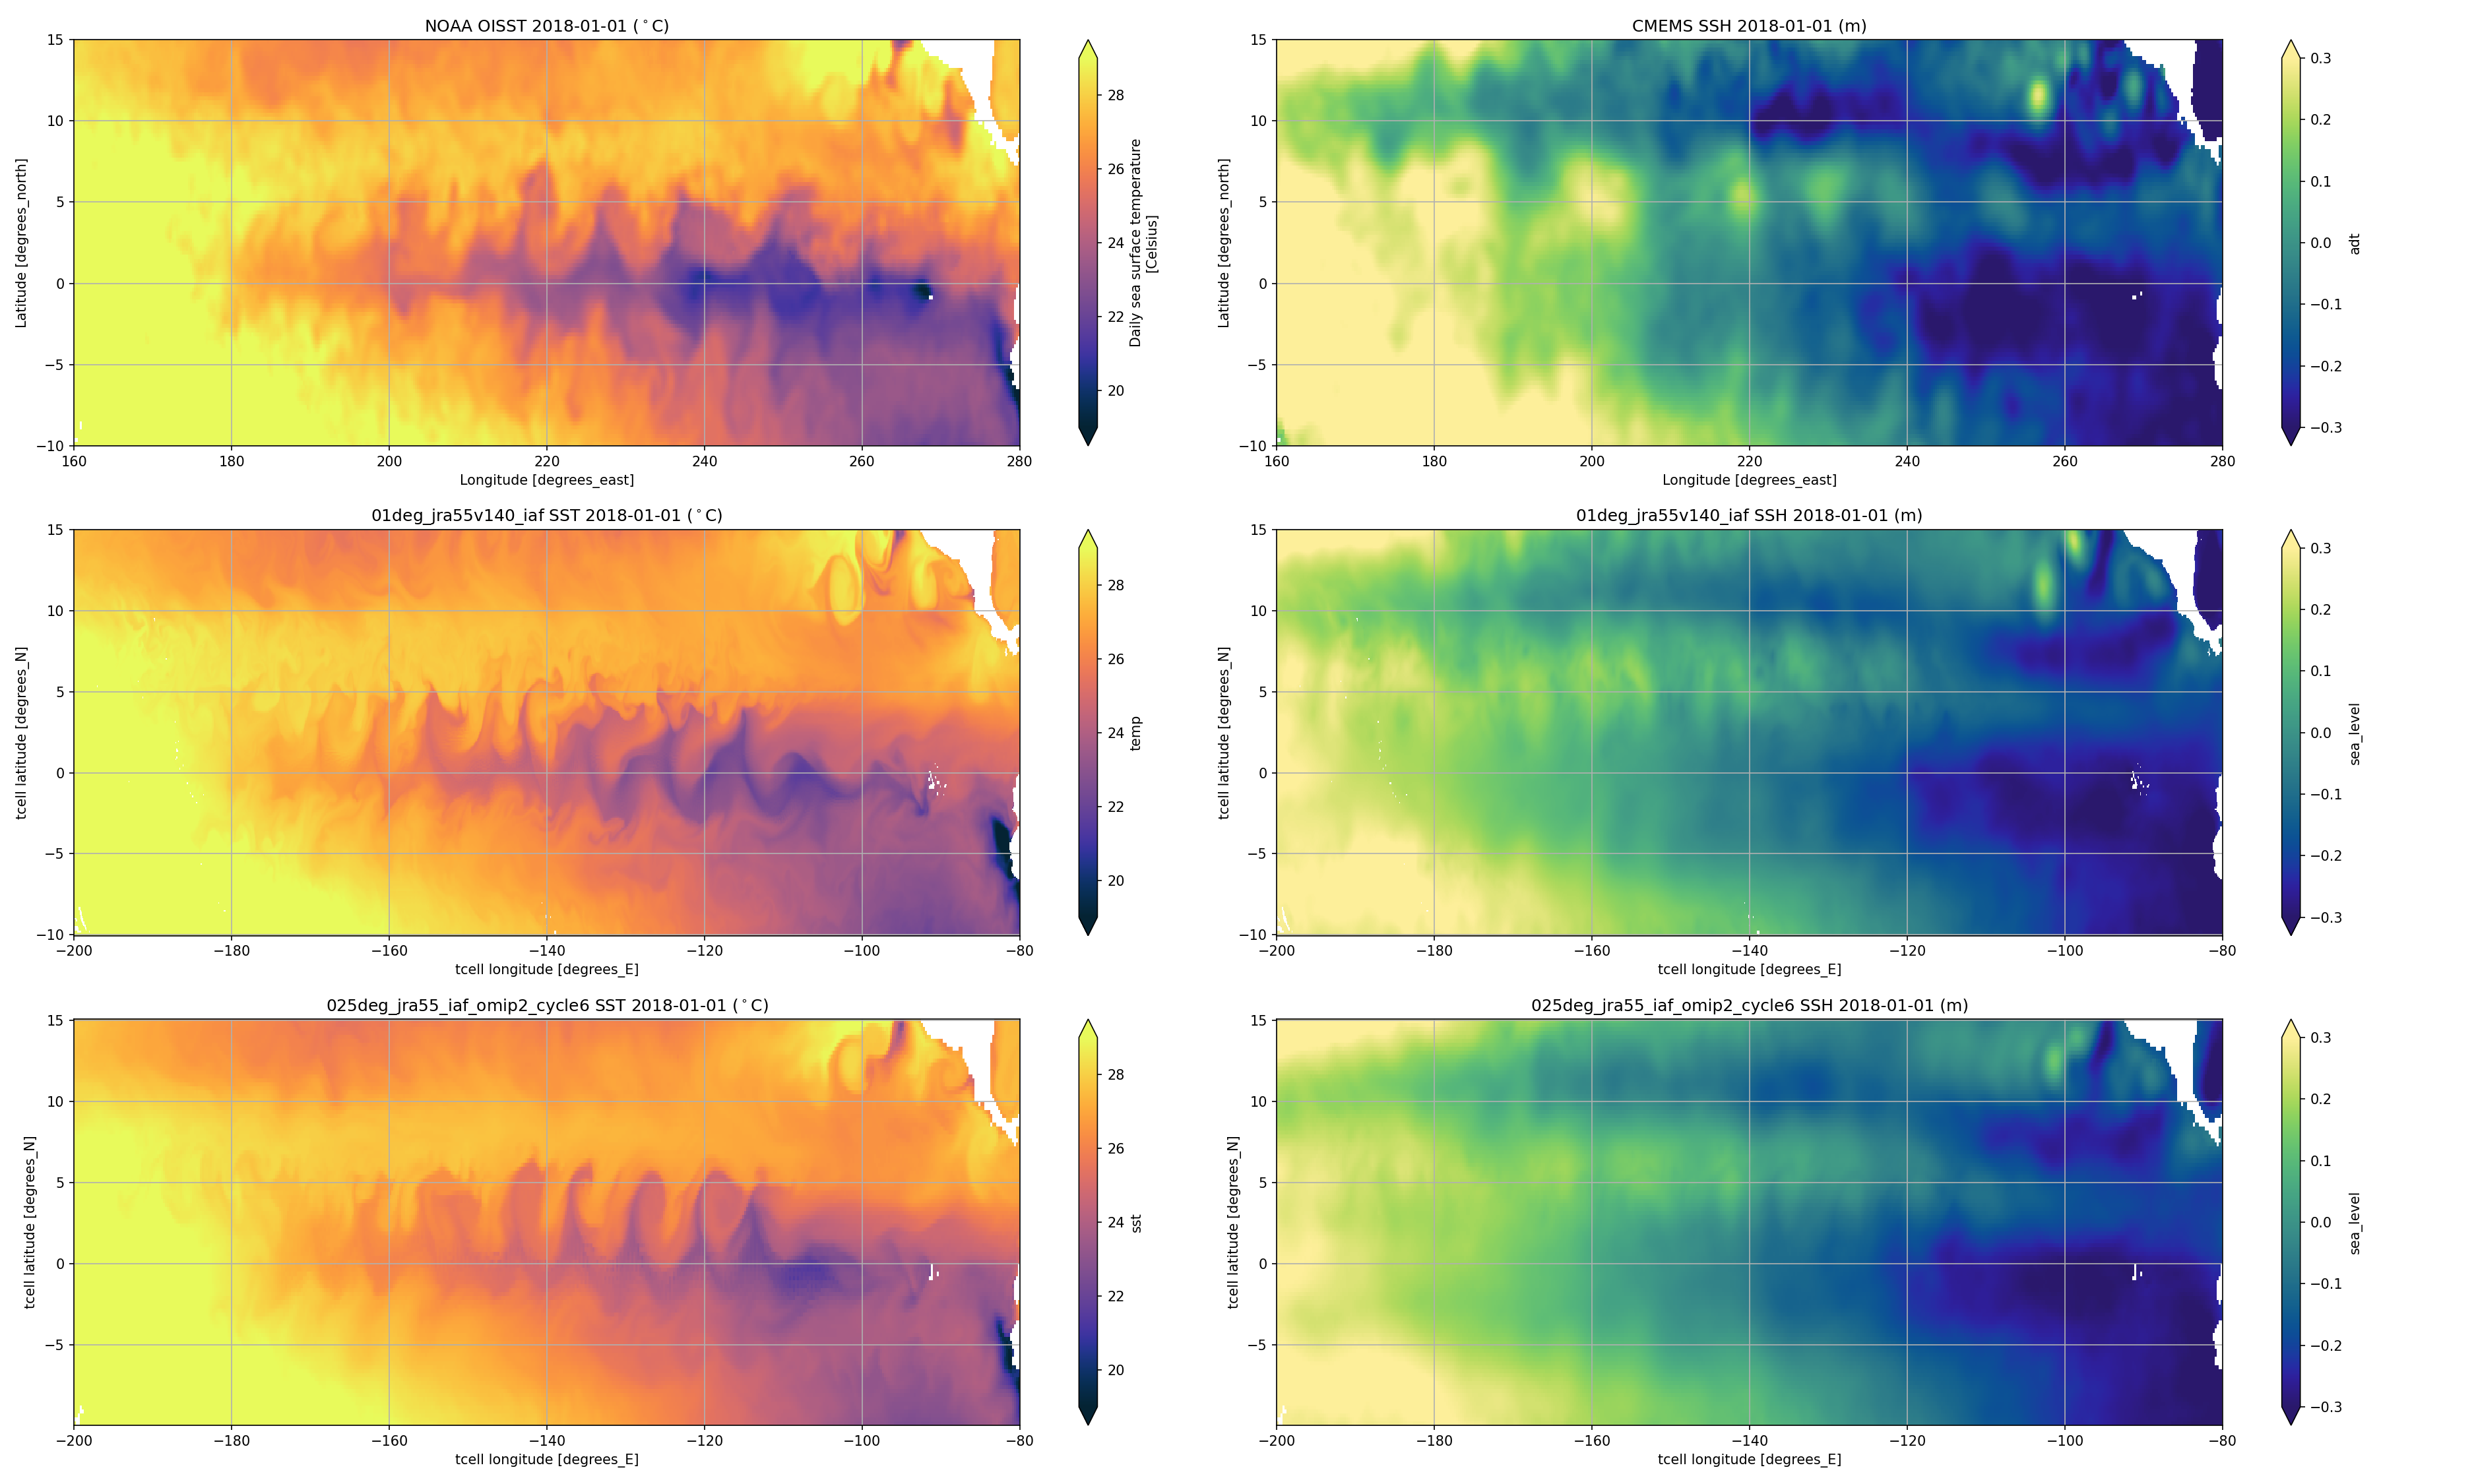 NOAA OISST 2018-01-01 (°C)
15
10
5
0
−5
−10
Latitude [degrees_north]
160 180 200 220 240 260 280
Longitude [degrees_east]
28
26
24
22
20
Daily sea surface temperature
[Celsius]
CMEMS SSH 2018-01-01 (m)
15
10
5
0
−5
−10
Latitude [degrees_north]
160 180 200 220 240 260 280
Longitude [degrees_east]
0.3
0.2
0.1
0.0
−0.1
−0.2
−0.3
adt
01deg_jra55v140_iaf SST 2018-01-01 (°C)
15
10
5
0
−5
−10
tcell latitude [degrees_N]
−200 −180 −160 −140 −120 −100 −80
tcell longitude [degrees_E]
28
26
24
22
20
temp
01deg_jra55v140_iaf SSH 2018-01-01 (m)
15
10
5
0
−5
−10
tcell latitude [degrees_N]
−200 −180 −160 −140 −120 −100 −80
tcell longitude [degrees_E]
0.3
0.2
0.1
0.0
−0.1
−0.2
−0.3
sea_level
025deg_jra55_iaf_omip2_cycle6 SST 2018-01-01 (°C)
15
10
5
0
−5
tcell latitude [degrees_N]
−200 −180 −160 −140 −120 −100 −80
tcell longitude [degrees_E]
28
26
24
22
20
sst
025deg_jra55_iaf_omip2_cycle6 SSH 2018-01-01 (m)
15
10
5
0
−5
tcell latitude [degrees_N]
−200 −180 −160 −140 −120 −100 −80
tcell longitude [degrees_E]
0.3
0.2
0.1
0.0
−0.1
−0.2
−0.3
sea_level